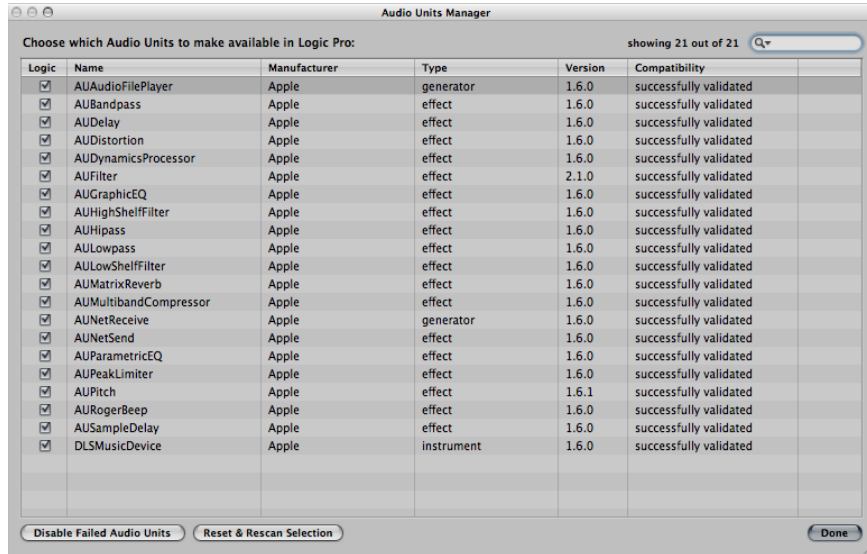 Audio Units Manager
Choose which Audio Units to make available in Logic Pro: showing 21 out of 21
Logic Name Manufacturer Type Version Compatibility
AUAudioFilePlayer Apple generator 1.6.0 successfully validated
AUBandpass Apple effect 1.6.0 successfully validated
AUDelay Apple effect 1.6.0 successfully validated
AUDistortion Apple effect 1.6.0 successfully validated
AUDynamicsProcessor Apple effect 1.6.0 successfully validated
AUFilter Apple effect 2.1.0 successfully validated
AUGraphicEQ Apple effect 1.6.0 successfully validated
AUHighShelfFilter Apple effect 1.6.0 successfully validated
AUHipass Apple effect 1.6.0 successfully validated
AULowpass Apple effect 1.6.0 successfully validated
AULowShelfFilter Apple effect 1.6.0 successfully validated
AUMatrixReverb Apple effect 1.6.0 successfully validated
AUMultibandCompressor Apple effect 1.6.0 successfully validated
AUNetReceive Apple generator 1.6.0 successfully validated
AUNetSend Apple effect 1.6.0 successfully validated
AUParametricEQ Apple effect 1.6.0 successfully validated
AUPeakLimiter Apple effect 1.6.0 successfully validated
AUPitch Apple effect 1.6.1 successfully validated
AURogerBeep Apple effect 1.6.0 successfully validated
AUSampleDelay Apple effect 1.6.0 successfully validated
DLSMusicDevice Apple instrument 1.6.0 successfully validated
Disable Failed Audio Units Reset & Rescan Selection Done